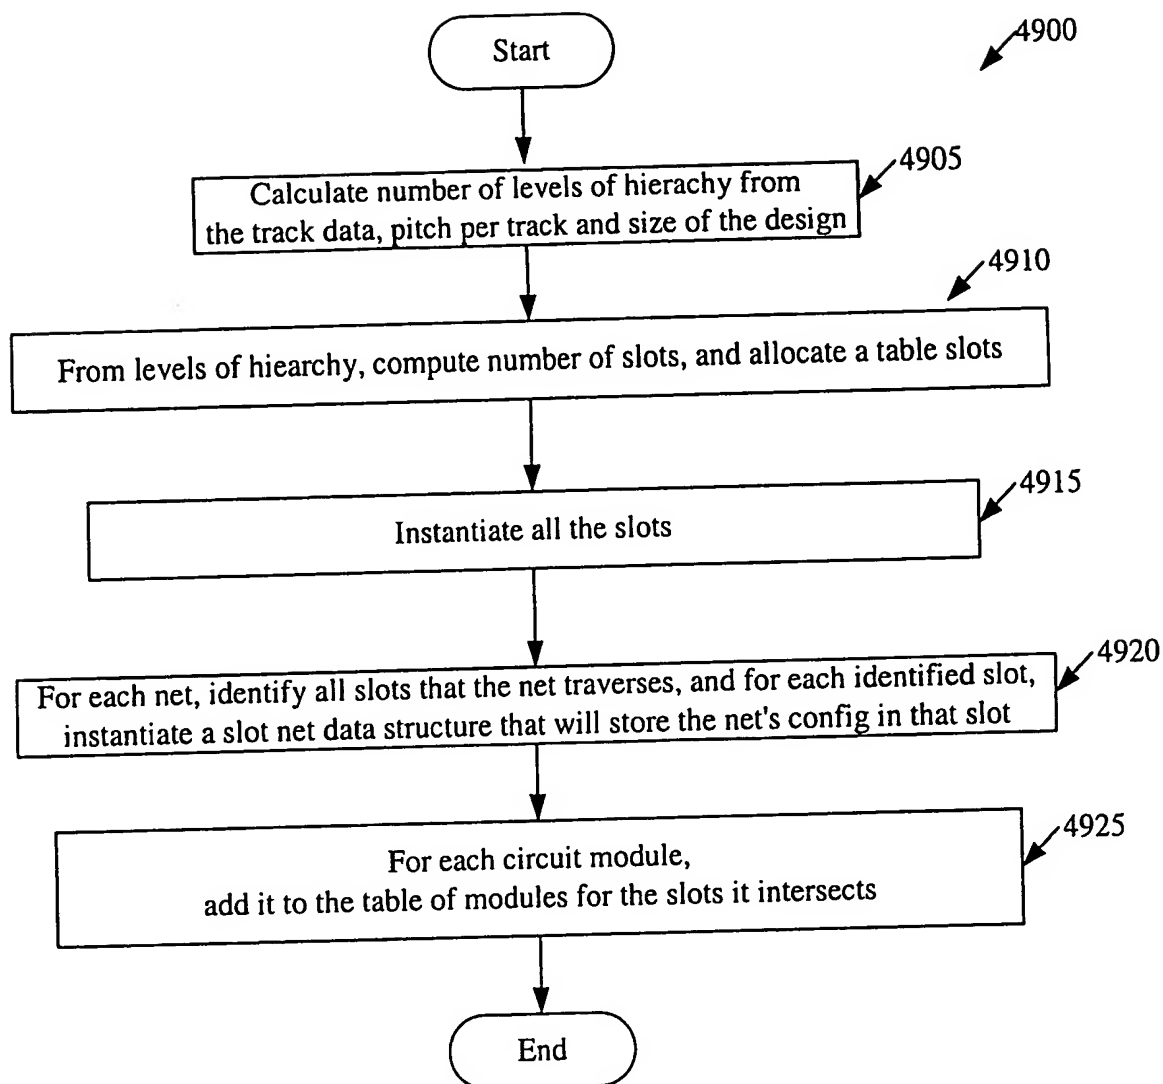 Start
4900
Calculate number of levels of hierachy from
the track data, pitch per track and size of the design
4905
4910
From levels of hiearchy, compute number of slots, and allocate a table slots
4915
Instantiate all the slots
4920
For each net, identify all slots that the net traverses, and for each identified slot,
instantiate a slot net data structure that will store the net's config in that slot
4925
For each circuit module,
add it to the table of modules for the slots it intersects
End